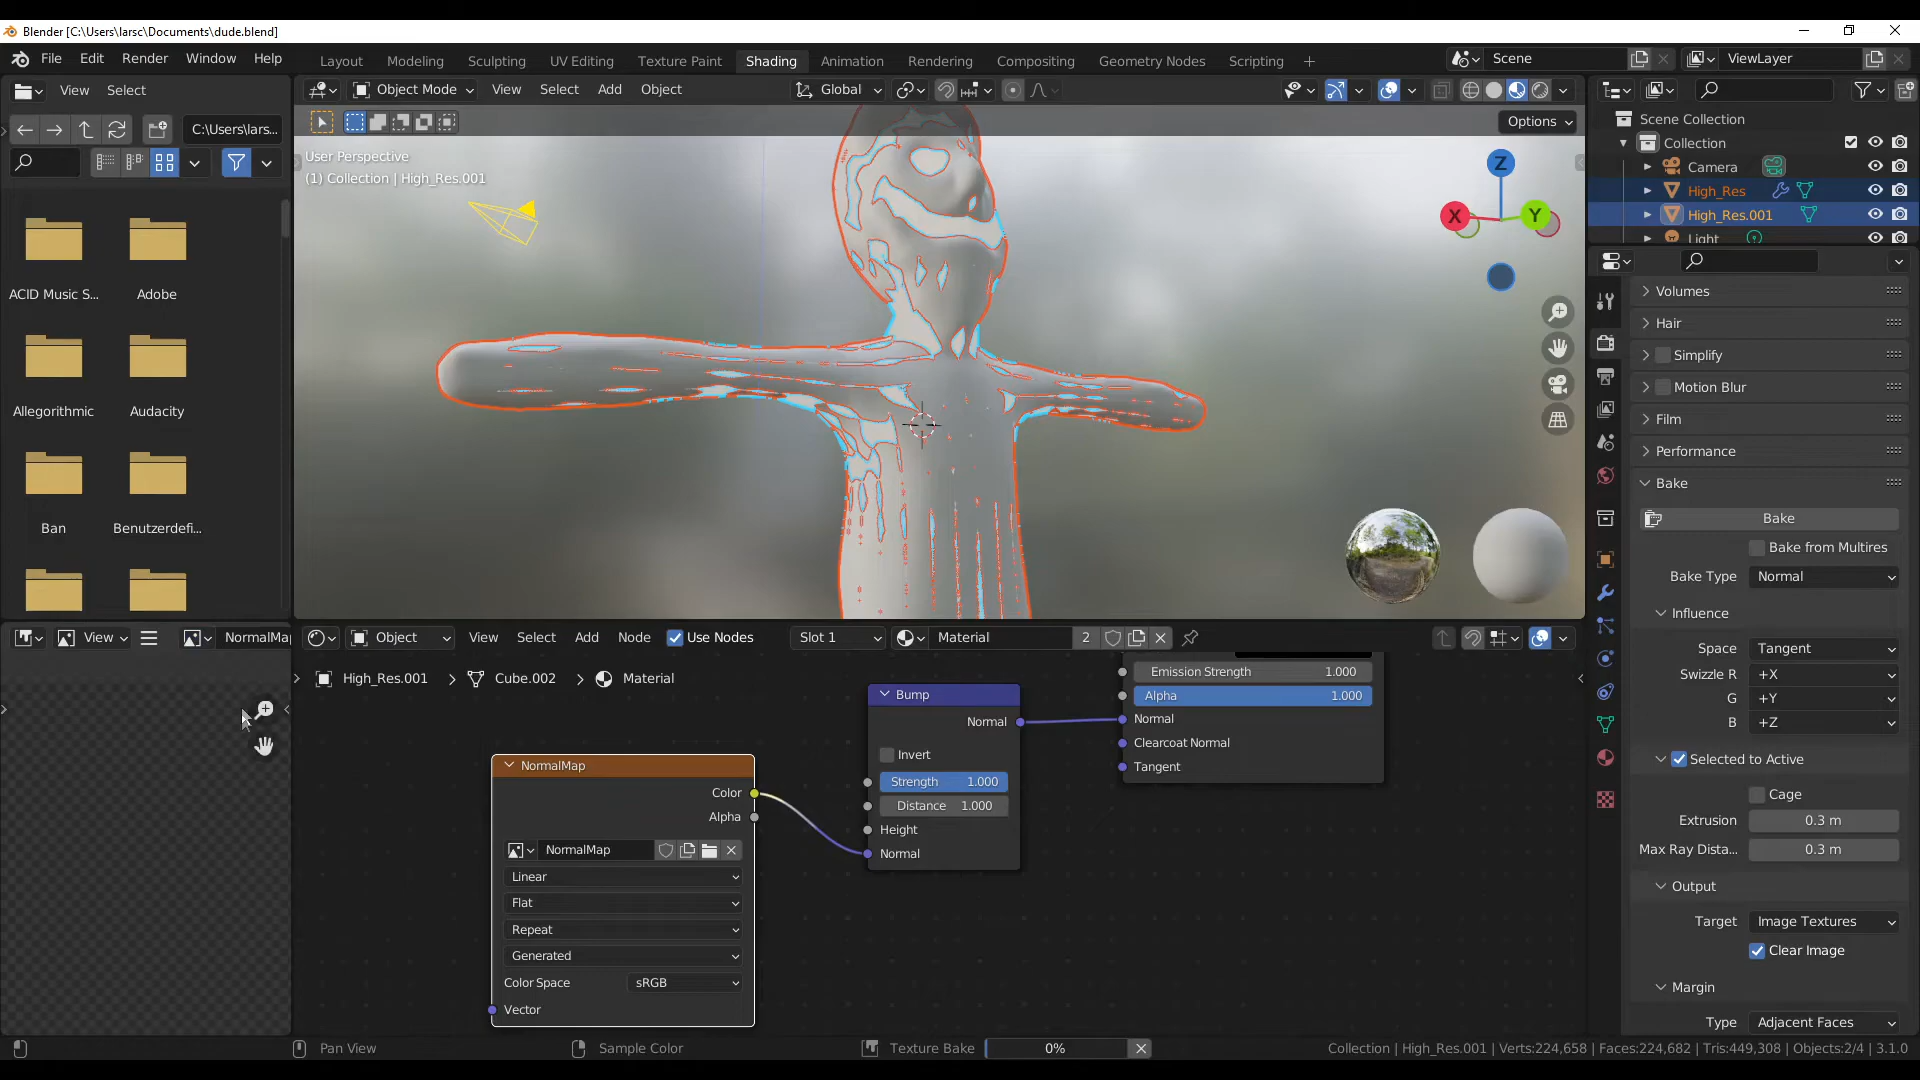 Blender [C:\Users\larsc\Documents\dude.blend]
File Edit Render Window Help
Layout Modeling Sculpting UV Editing Texture Paint Shading Animation Rendering Compositing Geometry Nodes Scripting
Scene
ViewLayer
View Select
Object Mode View Select Add Object
Global
C:\Users\lars...
Options
User Perspective
(1) Collection | High_Res.001
Z
X
Y
ACID Music S...
Adobe
Allegorithmic
Audacity
Ban
Benutzerdefi...
Scene Collection
Collection
Camera
High_Res
High_Res.001
Light
Volumes
Hair
Simplify
Motion Blur
Film
Performance
Bake
Bake
Bake from Multires
Bake Type Normal
Influence
Space Tangent
Swizzle R +X
G +Y
B +Z
Selected to Active
Cage
Extrusion 0.3 m
Max Ray Dista... 0.3 m
Output
Target Image Textures
Clear Image
Margin
Type Adjacent Faces
View
NormalMap
Object View Select Add Node Use Nodes Slot 1 Material 2
High_Res.001 > Cube.002 > Material
NormalMap
Color
Alpha
NormalMap
Linear
Flat
Repeat
Generated
Color Space sRGB
Vector
Bump
Normal
Invert
Strength 1.000
Distance 1.000
Height
Normal
Emission Strength 1.000
Alpha 1.000
Normal
Clearcoat Normal
Tangent
Pan View
Sample Color
Texture Bake 0%
Collection | High_Res.001 | Verts:224,658 | Faces:224,682 | Tris:449,308 | Objects:2/4 | 3.1.0